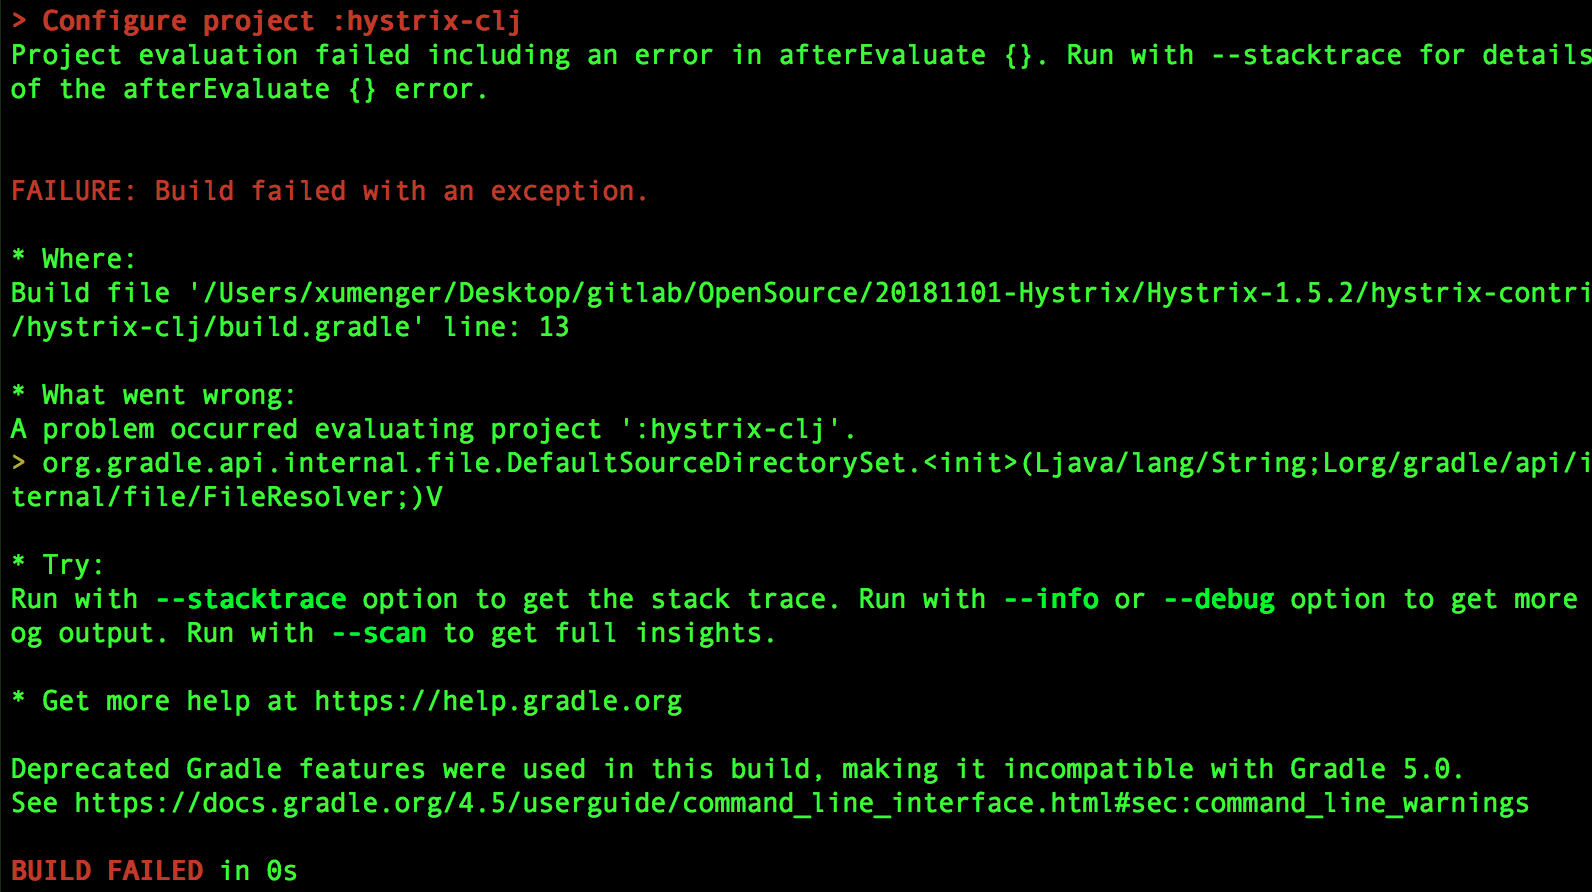 > Configure project :hystrix-clj
Project evaluation failed including an error in afterEvaluate {}. Run with --stacktrace for details
of the afterEvaluate {} error.
FAILURE: Build failed with an exception.
* Where:
Build file '/Users/xumenger/Desktop/gitlab/OpenSource/20181101-Hystrix/Hystrix-1.5.2/hystrix-contri
/hystrix-clj/build.gradle' line: 13
* What went wrong:
A problem occurred evaluating project ':hystrix-clj'.
> org.gradle.api.internal.file.DefaultSourceDirectorySet.<init>(Ljava/lang/String;Lorg/gradle/api/i
ternal/file/FileResolver;)V
* Try:
Run with --stacktrace option to get the stack trace. Run with --info or --debug option to get more
og output. Run with --scan to get full insights.
* Get more help at https://help.gradle.org
Deprecated Gradle features were used in this build, making it incompatible with Gradle 5.0.
See https://docs.gradle.org/4.5/userguide/command_line_interface.html#sec:command_line_warnings
BUILD FAILED in 0s